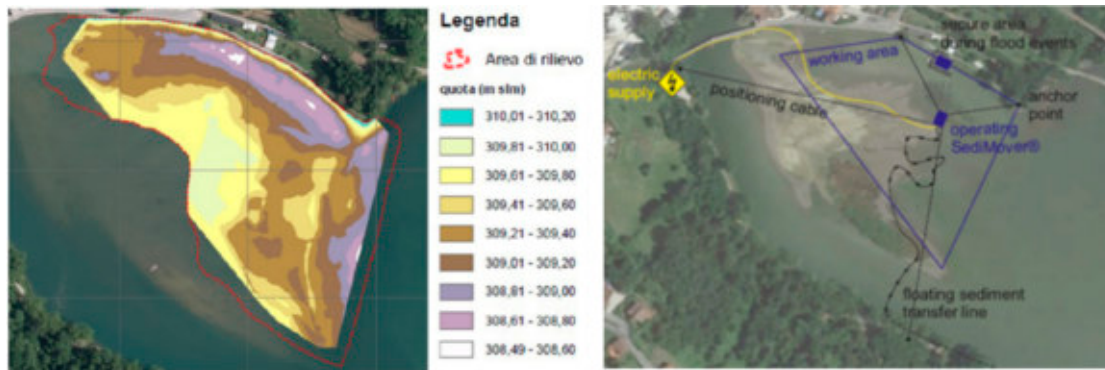 Legenda
Area di rilievo
quota (m slm)
310,01 - 310,20
309,81 - 310,00
309,61 - 309,80
309,41 - 309,60
309,21 - 309,40
309,01 - 309,20
308,81 - 309,00
308,61 - 308,80
308,49 - 308,60
secure area
during flood events
working area
electric
supply
positioning cable
anchor
point
operating
SediMover®
floating sediment
transfer line